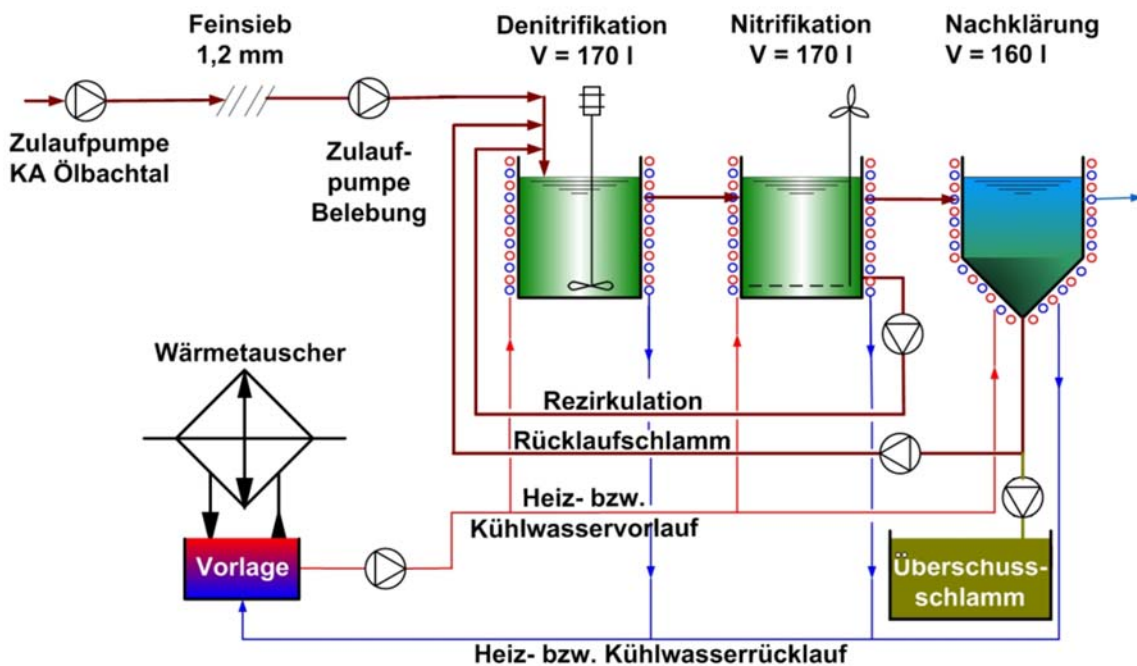 Feinsieb
1,2 mm
Denitrifikation
V = 170 l
Nitrifikation
V = 170 l
Nachklärung
V = 160 l
Zulaufpumpe
KA Ölbachtal
Zulauf-
pumpe
Belebung
Wärmetauscher
Rezirkulation
Rücklaufschlamm
Heiz- bzw.
Kühlwasservorlauf
Vorlage
Überschuss-
schlamm
Heiz- bzw. Kühlwasserrücklauf